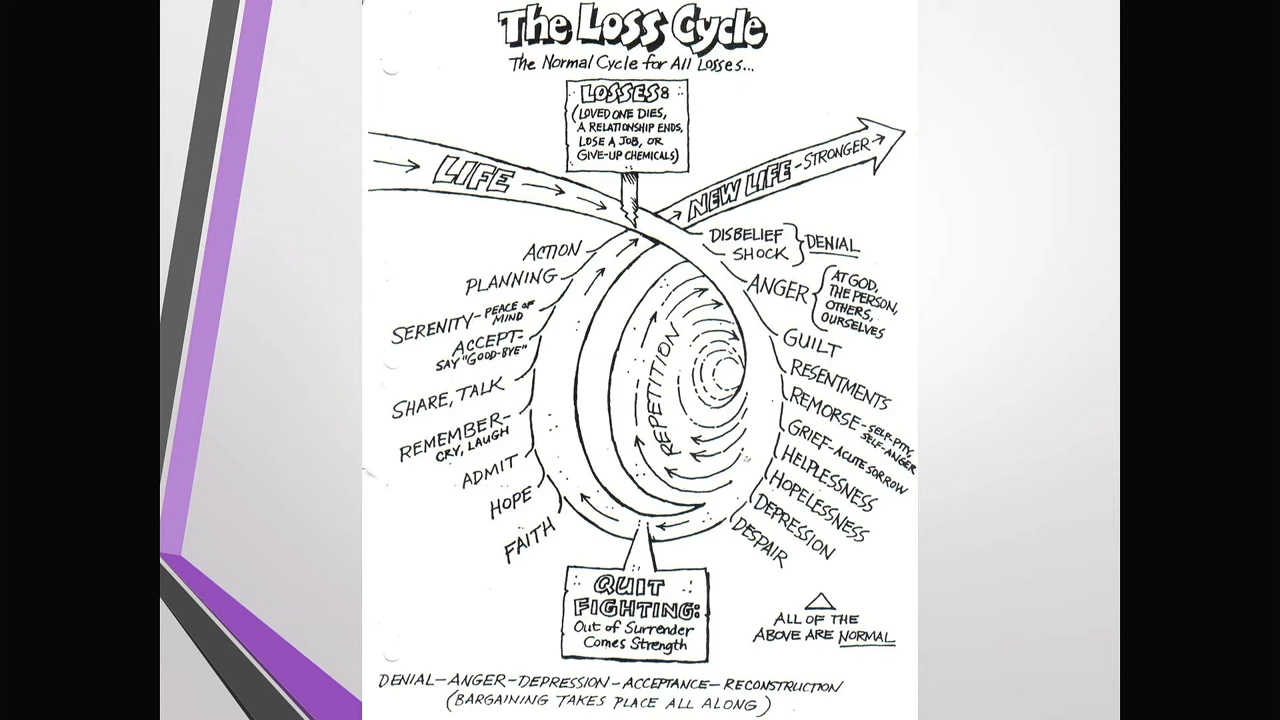 The Loss Cycle
The Normal Cycle for All Losses...
LOSSES:
(LOVED ONE DIES,
A RELATIONSHIP ENDS,
LOSE A JOB, OR
GIVE-UP CHEMICALS)
LIFE
NEW LIFE - STRONGER
DISBELIEF
SHOCK
DENIAL
ANGER
AT GOD,
THE PERSON,
OTHERS,
OURSELVES
GUILT
RESENTMENTS
REMORSE - SELF-PITY,
SELF-ANGER
GRIEF - ACUTE SORROW
HELPLESSNESS
HOPELESSNESS
DEPRESSION
DESPAIR
ACTION
PLANNING
SERENITY - PEACE OF
MIND
ACCEPT-
SAY "GOOD-BYE"
SHARE, TALK
REMEMBER-
CRY, LAUGH
ADMIT
HOPE
FAITH
REPETITION
QUIT
FIGHTING:
Out of Surrender
Comes Strength
ALL OF THE
ABOVE ARE NORMAL
DENIAL-ANGER-DEPRESSION-ACCEPTANCE-RECONSTRUCTION
(BARGAINING TAKES PLACE ALL ALONG)